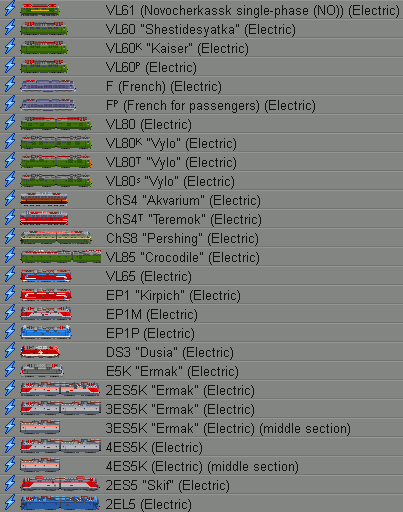 VL61 (Novocherkassk single-phase (NO)) (Electric)
VL60 "Shestidesyatka" (Electric)
VL60ᴷ "Kaiser" (Electric)
VL60ᴾ (Electric)
F (French) (Electric)
Fᴾ (French for passengers) (Electric)
VL80 (Electric)
VL80ᴷ "Vylo" (Electric)
VL80ᵀ "Vylo" (Electric)
VL80ˢ "Vylo" (Electric)
ChS4 "Akvarium" (Electric)
ChS4ᵀ "Teremok" (Electric)
ChS8 "Pershing" (Electric)
VL85 "Crocodile" (Electric)
VL65 (Electric)
EP1 "Kirpich" (Electric)
EP1M (Electric)
EP1P (Electric)
DS3 "Dusia" (Electric)
E5K "Ermak" (Electric)
2ES5K "Ermak" (Electric)
3ES5K "Ermak" (Electric)
3ES5K "Ermak" (Electric) (middle section)
4ES5K (Electric)
4ES5K (Electric) (middle section)
2ES5 "Skif" (Electric)
2EL5 (Electric)